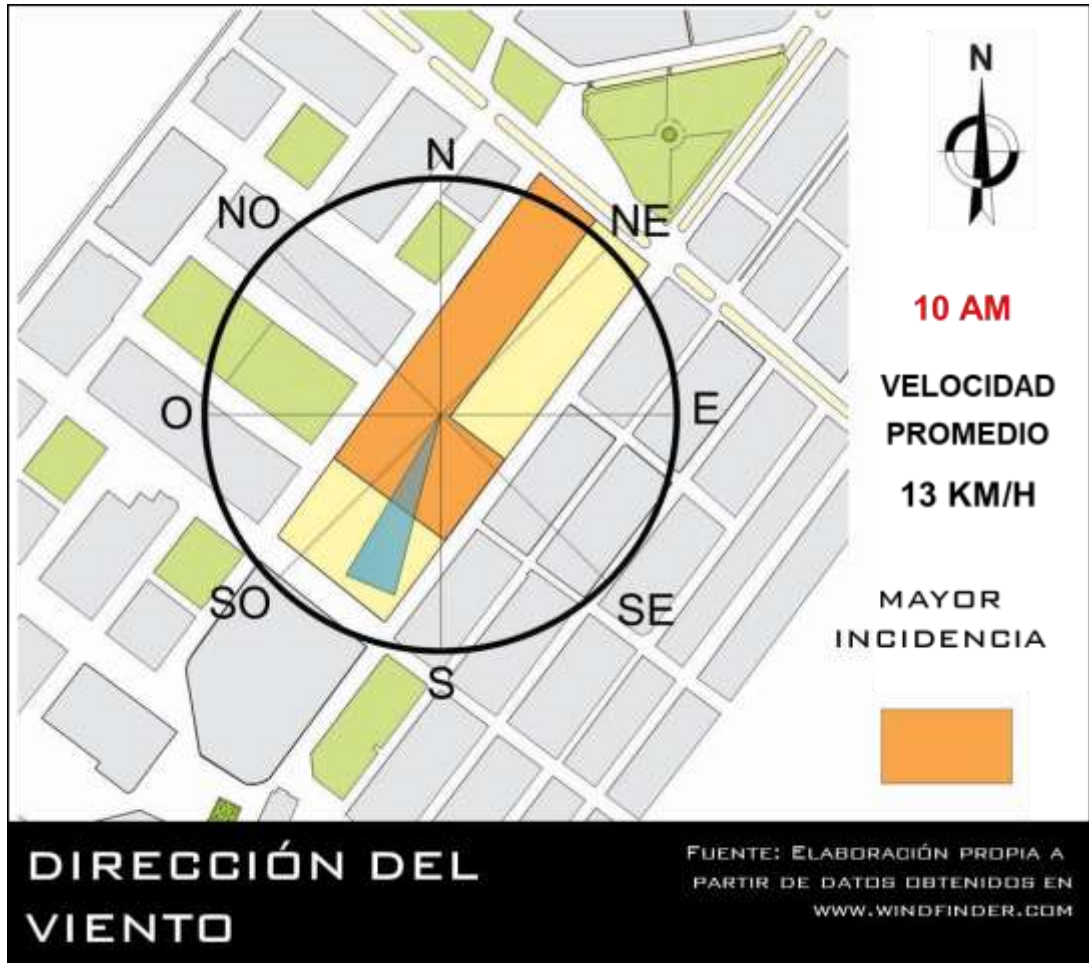 N
NO
NE
O
E
SO
SE
S
N
10 AM
VELOCIDAD
PROMEDIO
13 KM/H
MAYOR
INCIDENCIA
DIRECCIÓN DEL
VIENTO
FUENTE: ELABORACIÓN PROPIA A
PARTIR DE DATOS OBTENIDOS EN
WWW.WINDFINDER.COM